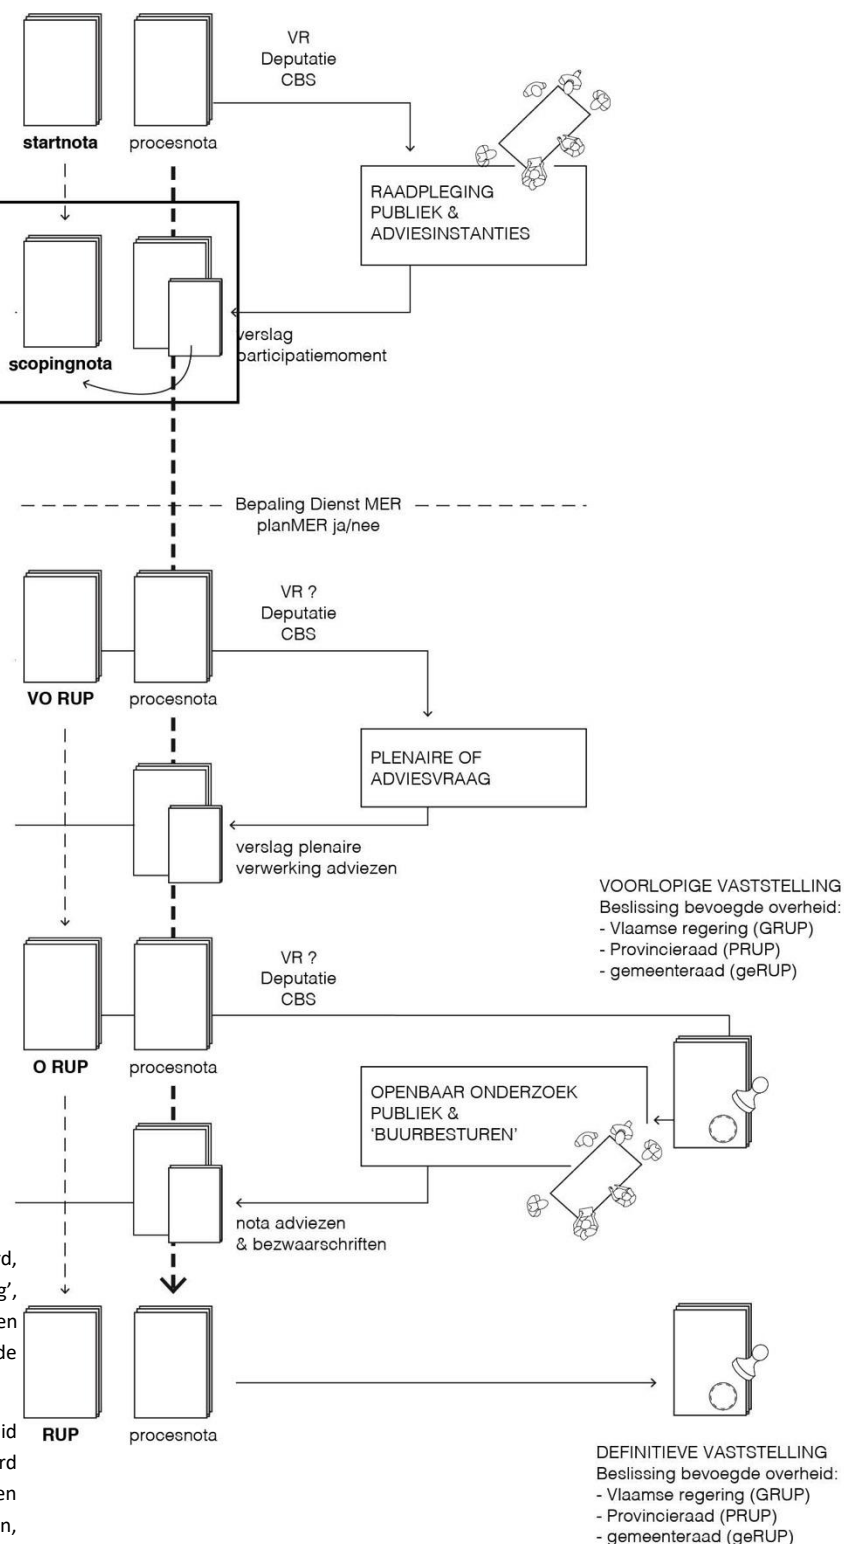 VR
Deputatie
CBS
startnota
procesnota
RAADPLEGING
PUBLIEK &
ADVIESINSTANTIES
verslag
participatiemoment
scopingnota
Bepaling Dienst MER
planMER ja/nee
VR ?
Deputatie
CBS
VO RUP
procesnota
PLENAIRE OF
ADVIESVRAAG
verslag plenaire
verwerking adviezen
VOORLOPIGE VASTSTELLING
Beslissing bevoegde overheid:
- Vlaamse regering (GRUP)
- Provincieraad (PRUP)
- gemeenteraad (geRUP)
VR ?
Deputatie
CBS
O RUP
procesnota
OPENBAAR ONDERZOEK
PUBLIEK &
‘BUURBESTUREN’
nota adviezen
& bezwaarschriften
RUP
procesnota
DEFINITIEVE VASTSTELLING
Beslissing bevoegde overheid:
- Vlaamse regering (GRUP)
- Provincieraad (PRUP)
- gemeenteraad (geRUP)